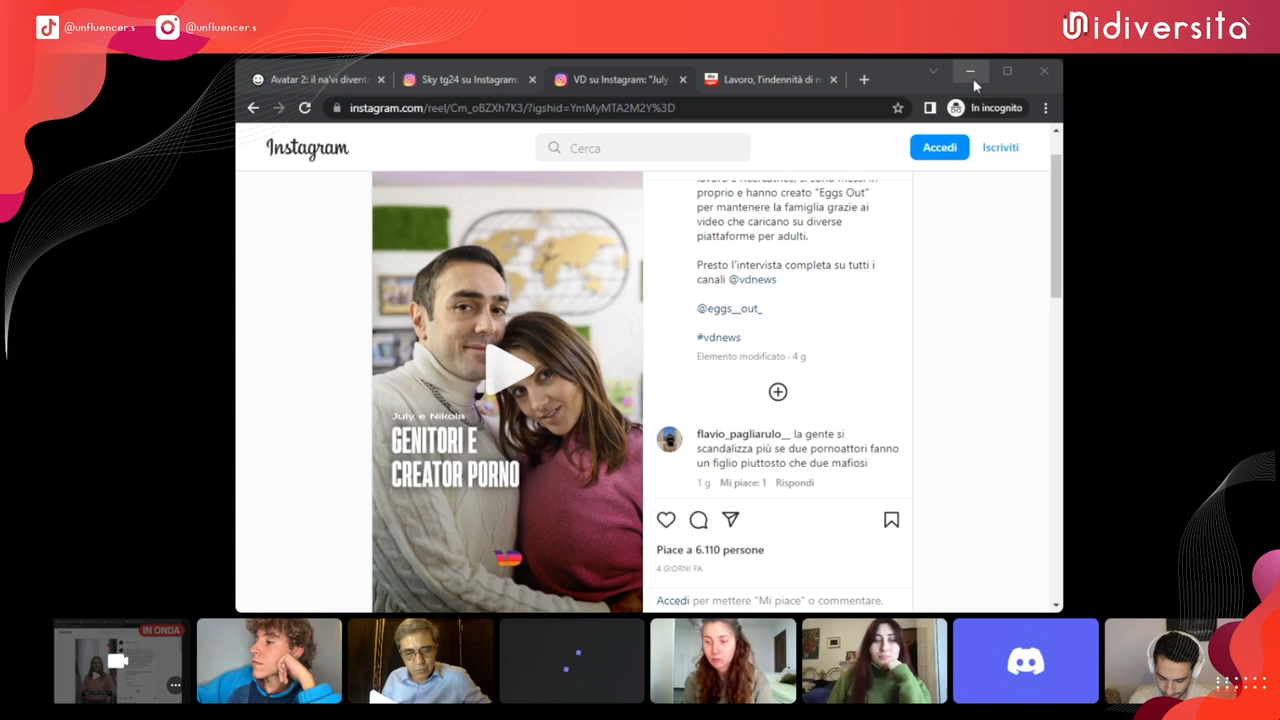 @unfluencer.s
@unfluencer.s
Unidiversità
Avatar 2: il na'vi divent
Sky tg24 su Instagram:
VD su Instagram: "July
Lavoro, l'indennità di m
instagram.com/reel/Cm_oBZXh7K3/?igshid=YmMyMTA2M2Y%3D
In incognito
Instagram
Cerca
Accedi
Iscriviti
proprio e hanno creato "Eggs Out"
per mantenere la famiglia grazie ai
video che caricano su diverse
piattaforme per adulti.
Presto l'intervista completa su tutti i
canali @vdnews
@eggs__out_
#vdnews
Elemento modificato · 4 g
July e Nikola
GENITORI E
CREATOR PORNO
flavio_pagliarulo__ la gente si
scandalizza più se due pornoattori fanno
un figlio piuttosto che due mafiosi
1 g Mi piace: 1 Rispondi
Piace a 6.110 persone
4 GIORNI FA
Accedi per mettere "Mi piace" o commentare.
IN ONDA